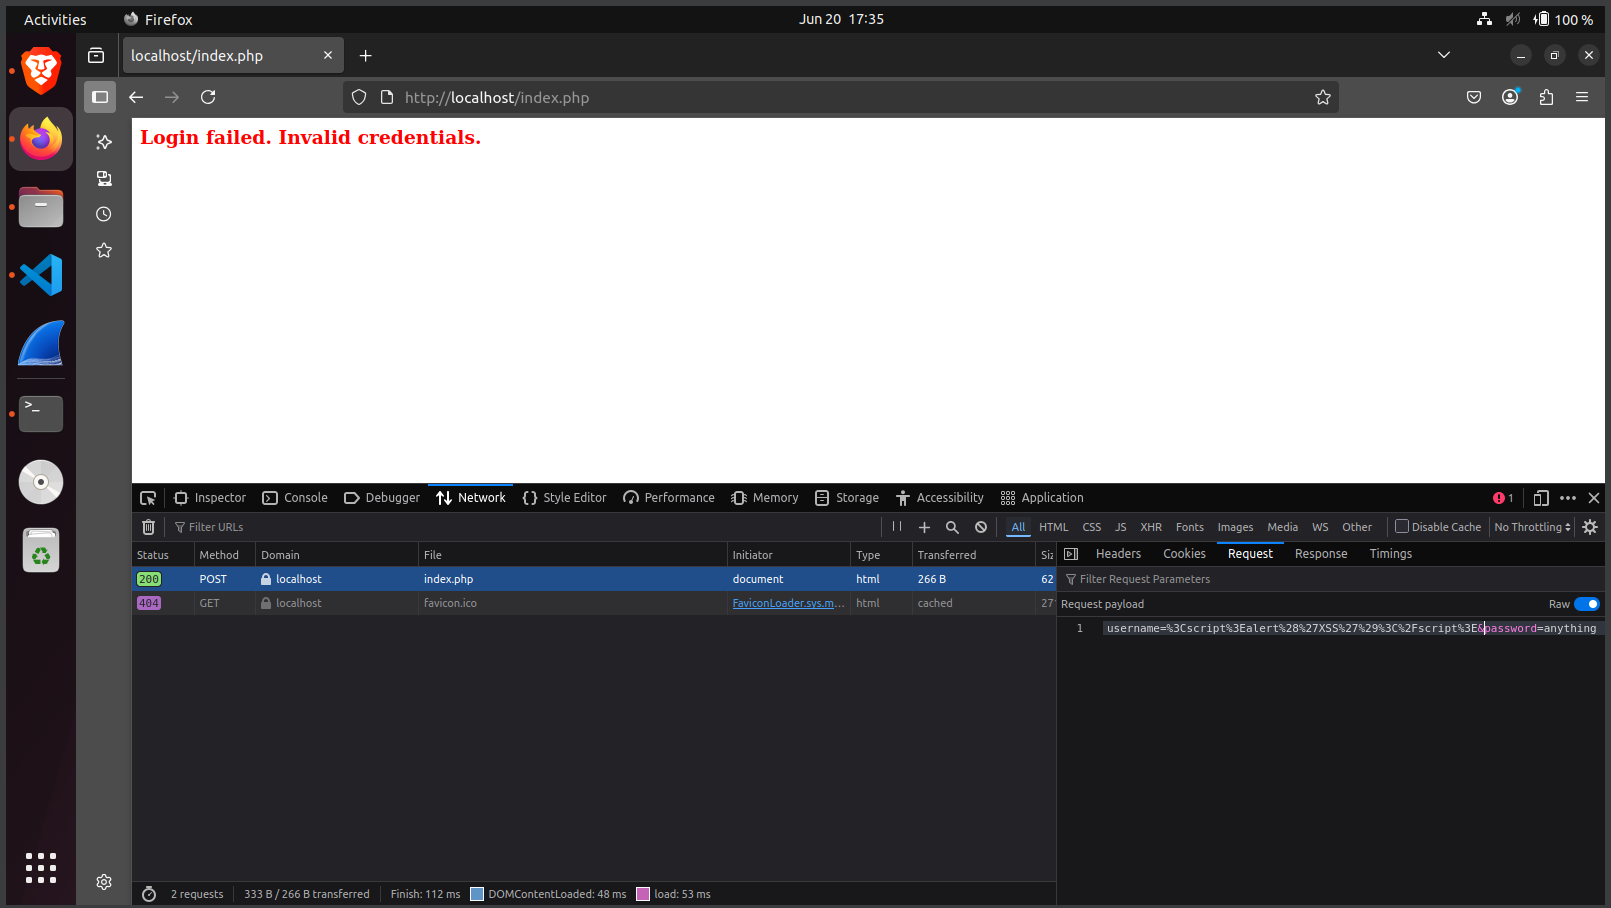 Activities Firefox Jun 20 17:35 100 %
localhost/index.php
http://localhost/index.php
Login failed. Invalid credentials.
Inspector Console Debugger Network Style Editor Performance Memory Storage Accessibility Application 1
Filter URLs All HTML CSS JS XHR Fonts Images Media WS Other Disable Cache No Throttling
Status Method Domain File Initiator Type Transferred Siz
Headers Cookies Request Response Timings
200 POST localhost index.php document html 266 B 62
Filter Request Parameters
404 GET localhost favicon.ico FaviconLoader.sys.m... html cached 27
Request payload Raw
1 username=%3Cscript%3Ealert%28%27XSS%27%29%3C%2Fscript%3E&password=anything
2 requests 333 B / 266 B transferred Finish: 112 ms DOMContentLoaded: 48 ms load: 53 ms